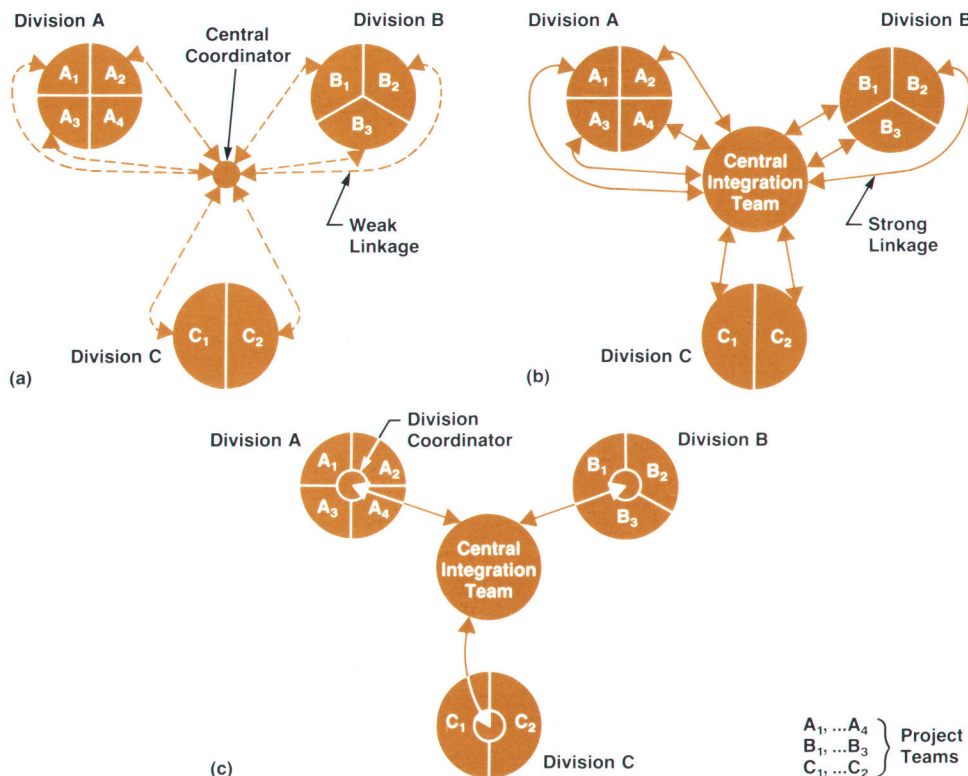 Division A
Central
Coordinator
Division B
A₁
A₂
A₃
A₄
B₁
B₂
B₃
Weak
Linkage
C₁
C₂
Division C
(a)
Division A
Division B
A₁
A₂
A₃
A₄
B₁
B₂
B₃
Central
Integration
Team
Strong
Linkage
C₁
C₂
Division C
(b)
Division A
Division
Coordinator
Division B
A₁
A₂
A₃
A₄
B₁
B₂
B₃
Central
Integration
Team
C₁
C₂
Division C
(c)
A₁, ...A₄
B₁, ...B₃
C₁, ...C₂
Project
Teams